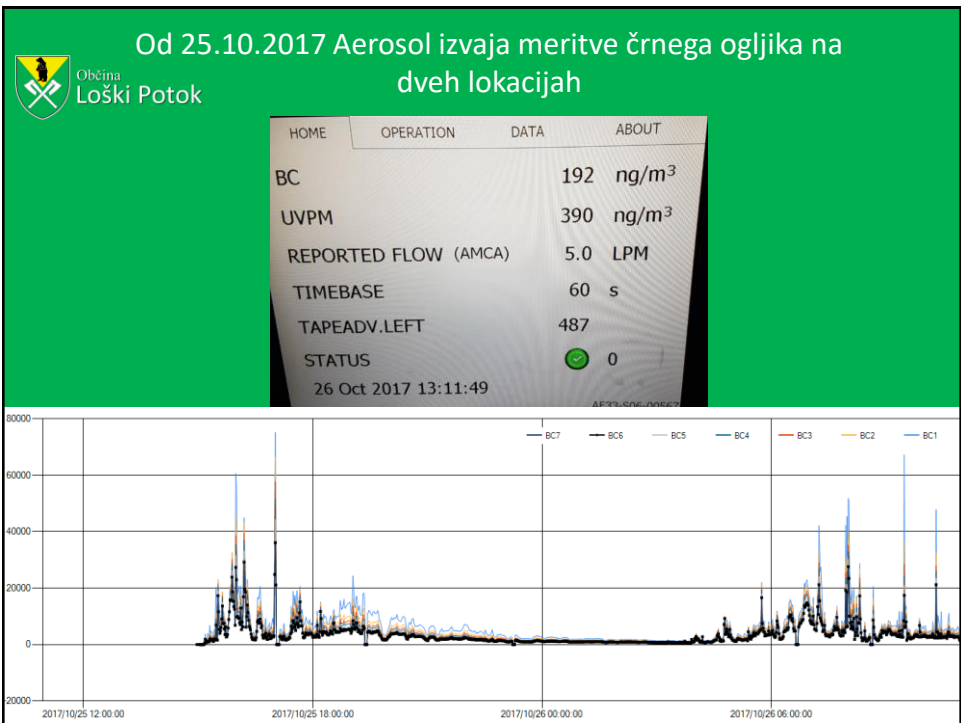 Od 25.10.2017 Aerosol izvaja meritve črnega ogljika na
dveh lokacijah
Občina
Loški Potok
HOME OPERATION DATA ABOUT
BC 192 ng/m³
UVPM 390 ng/m³
REPORTED FLOW (AMCA) 5.0 LPM
TIMEBASE 60 s
TAPEADV.LEFT 487
STATUS 0
26 Oct 2017 13:11:49
AE33-S06-00567
80000
BC7 BC6 BC5 BC4 BC3 BC2 BC1
60000
40000
20000
0
-20000
2017/10/25 12:00:00 2017/10/25 18:00:00 2017/10/26 00:00:00 2017/10/26 06:00:00